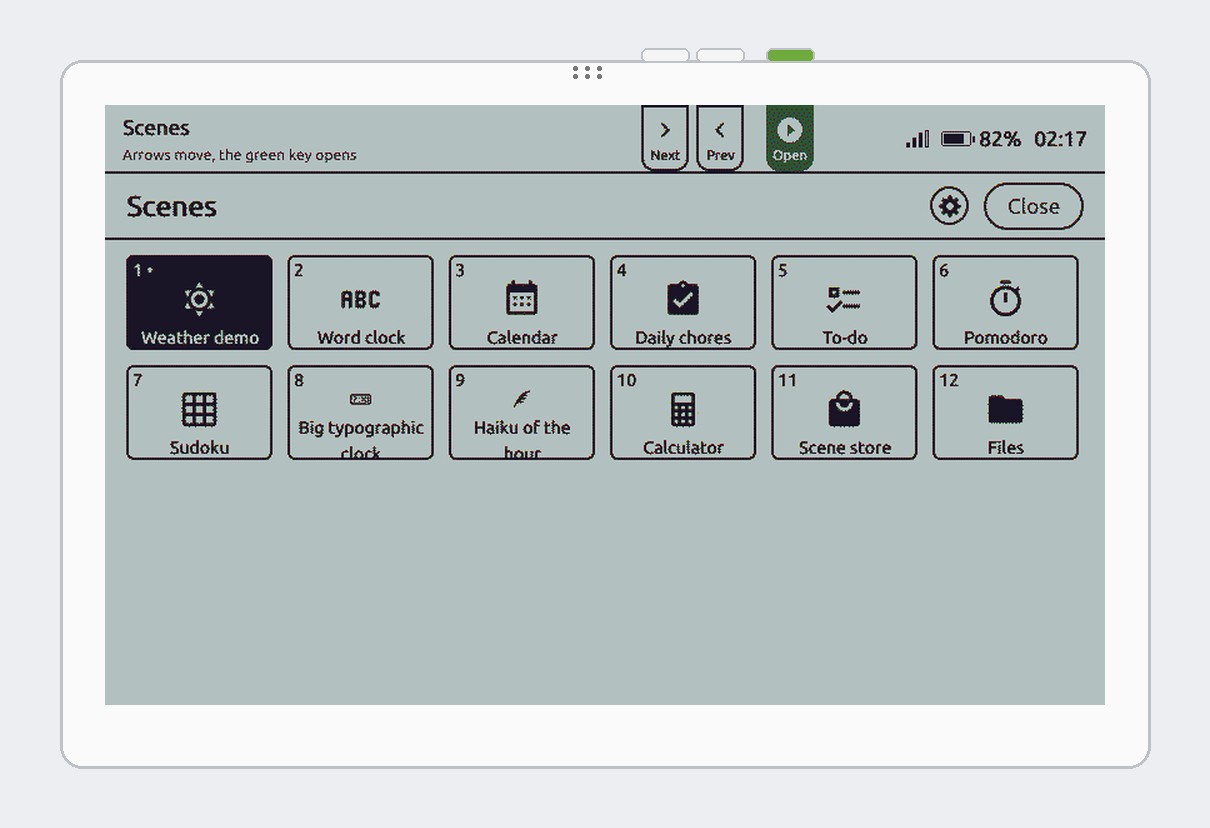 Scenes
Arrows move, the green key opens
Next
Prev
Open
82% 02:17
Scenes
Close
1 •
Weather demo
2
ABC
Word clock
3
Calendar
4
Daily chores
5
To-do
6
Pomodoro
7
Sudoku
8
Big typographic
clock
9
Haiku of the
hour
10
Calculator
11
Scene store
12
Files